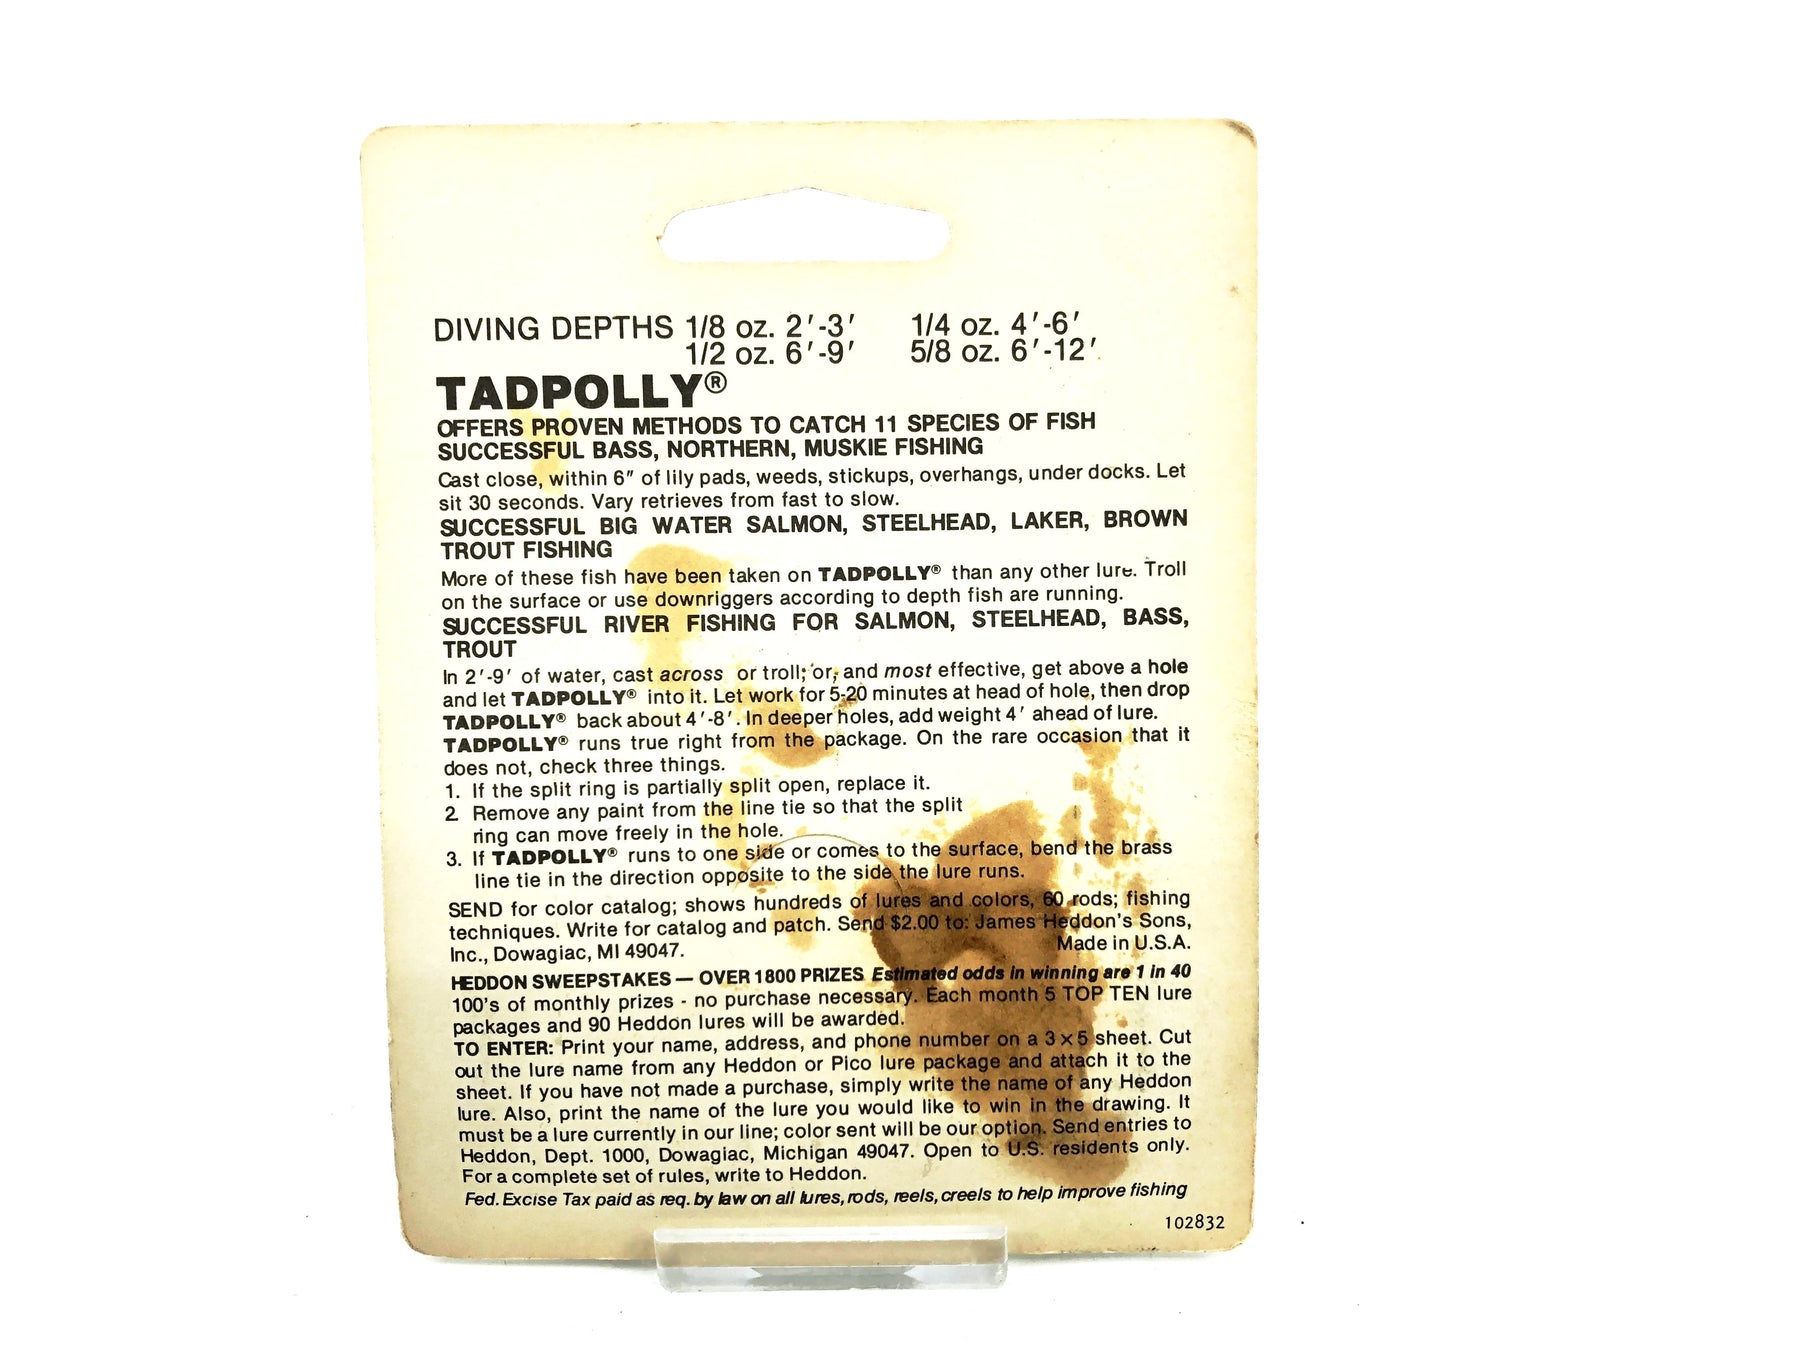 DIVING DEPTHS 1/8 oz. 2'-3' 1/4 oz. 4'-6'
1/2 oz. 6'-9' 5/8 oz. 6'-12'
TADPOLLY®
OFFERS PROVEN METHODS TO CATCH 11 SPECIES OF FISH
SUCCESSFUL BASS, NORTHERN, MUSKIE FISHING
Cast close, within 6" of lily pads, weeds, stickups, overhangs, under docks. Let
sit 30 seconds. Vary retrieves from fast to slow.
SUCCESSFUL BIG WATER SALMON, STEELHEAD, LAKER, BROWN
TROUT FISHING
More of these fish have been taken on TADPOLLY® than any other lure. Troll
on the surface or use downriggers according to depth fish are running.
SUCCESSFUL RIVER FISHING FOR SALMON, STEELHEAD, BASS,
TROUT
In 2'-9' of water, cast across or troll; or, and most effective, get above a hole
and let TADPOLLY® into it. Let work for 5-20 minutes at head of hole, then drop
TADPOLLY® back about 4'-8'. In deeper holes, add weight 4' ahead of lure.
TADPOLLY® runs true right from the package. On the rare occasion that it
does not, check three things.
1. If the split ring is partially split open, replace it.
2. Remove any paint from the line tie so that the split
ring can move freely in the hole.
3. If TADPOLLY® runs to one side or comes to the surface, bend the brass
line tie in the direction opposite to the side the lure runs.
SEND for color catalog; shows hundreds of lures and colors, 60 rods; fishing
techniques. Write for catalog and patch. Send $2.00 to: James Heddon's Sons,
Inc., Dowagiac, MI 49047. Made in U.S.A.
HEDDON SWEEPSTAKES — OVER 1800 PRIZES Estimated odds in winning are 1 in 40
100's of monthly prizes - no purchase necessary. Each month 5 TOP TEN lure
packages and 90 Heddon lures will be awarded.
TO ENTER: Print your name, address, and phone number on a 3 x 5 sheet. Cut
out the lure name from any Heddon or Pico lure package and attach it to the
sheet. If you have not made a purchase, simply write the name of any Heddon
lure. Also, print the name of the lure you would like to win in the drawing. It
must be a lure currently in our line; color sent will be our option. Send entries to
Heddon, Dept. 1000, Dowagiac, Michigan 49047. Open to U.S. residents only.
For a complete set of rules, write to Heddon.
Fed. Excise Tax paid as req. by law on all lures, rods, reels, creels to help improve fishing
102832